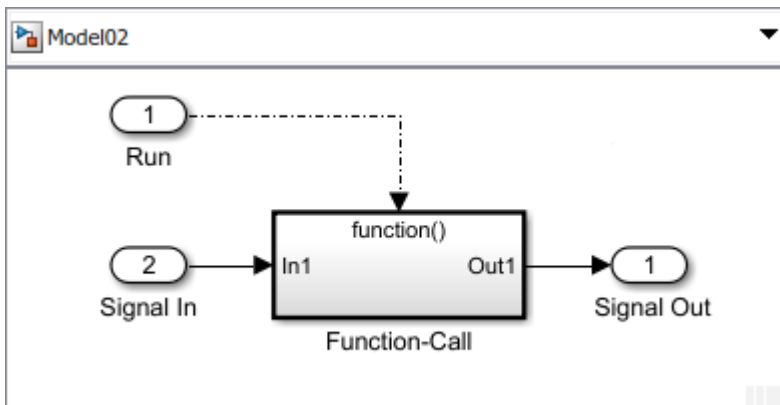 Model02
1
Run
function()
2
In1
Out1
1
Signal In
Signal Out
Function-Call